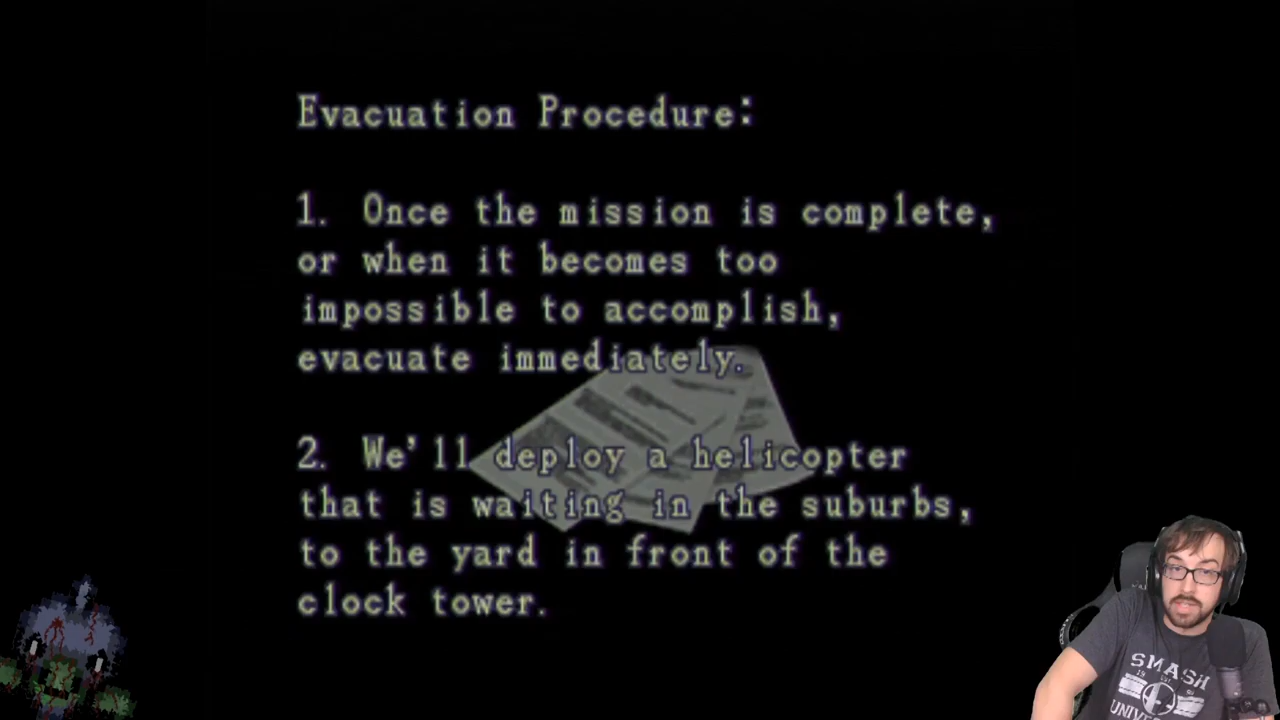 Evacuation Procedure:
1. Once the mission is complete,
or when it becomes too
impossible to accomplish,
evacuate immediately.
2. We'll deploy a helicopter
that is waiting in the suburbs,
to the yard in front of the
clock tower.
SMASH